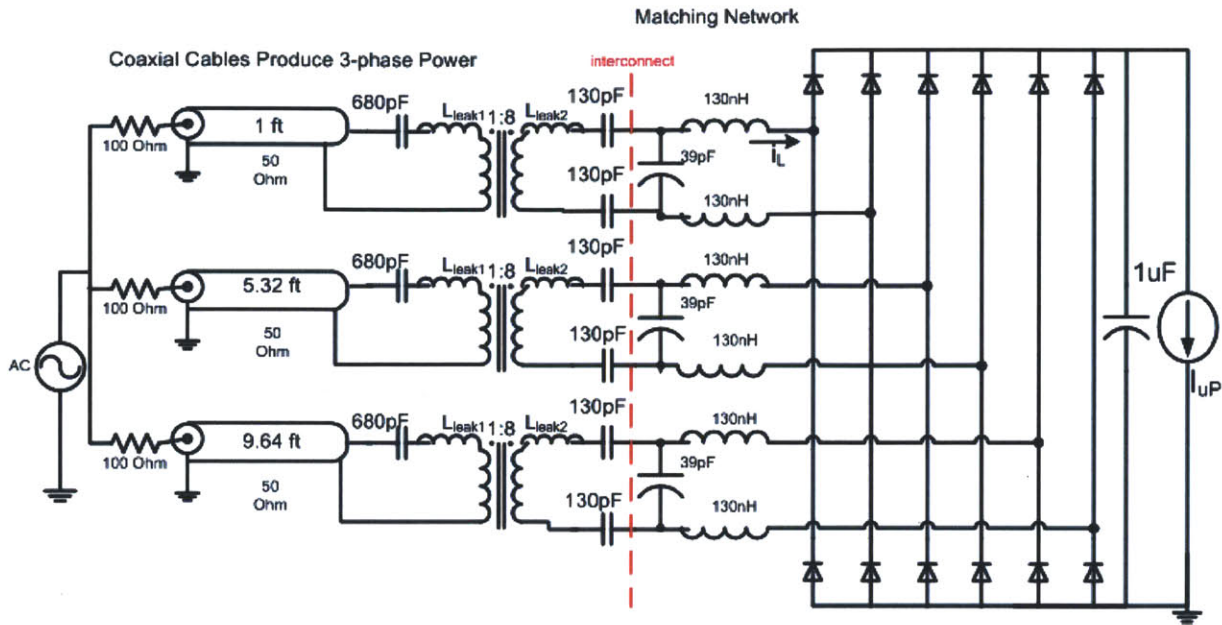 Matching Network
Coaxial Cables Produce 3-phase Power
interconnect
680pF Lleak1 1:8 Lleak2 130pF 130nH
1 ft
100 Ohm
50
Ohm
39pF
iL
130pF
130nH
680pF Lleak1 1:8 Lleak2 130pF 130nH
5.32 ft
100 Ohm
50
Ohm
39pF
130pF
130nH
1uF
AC
IuP
680pF Lleak1 1:8 Lleak2 130pF 130nH
9.64 ft
100 Ohm
50
Ohm
39pF
130pF
130nH